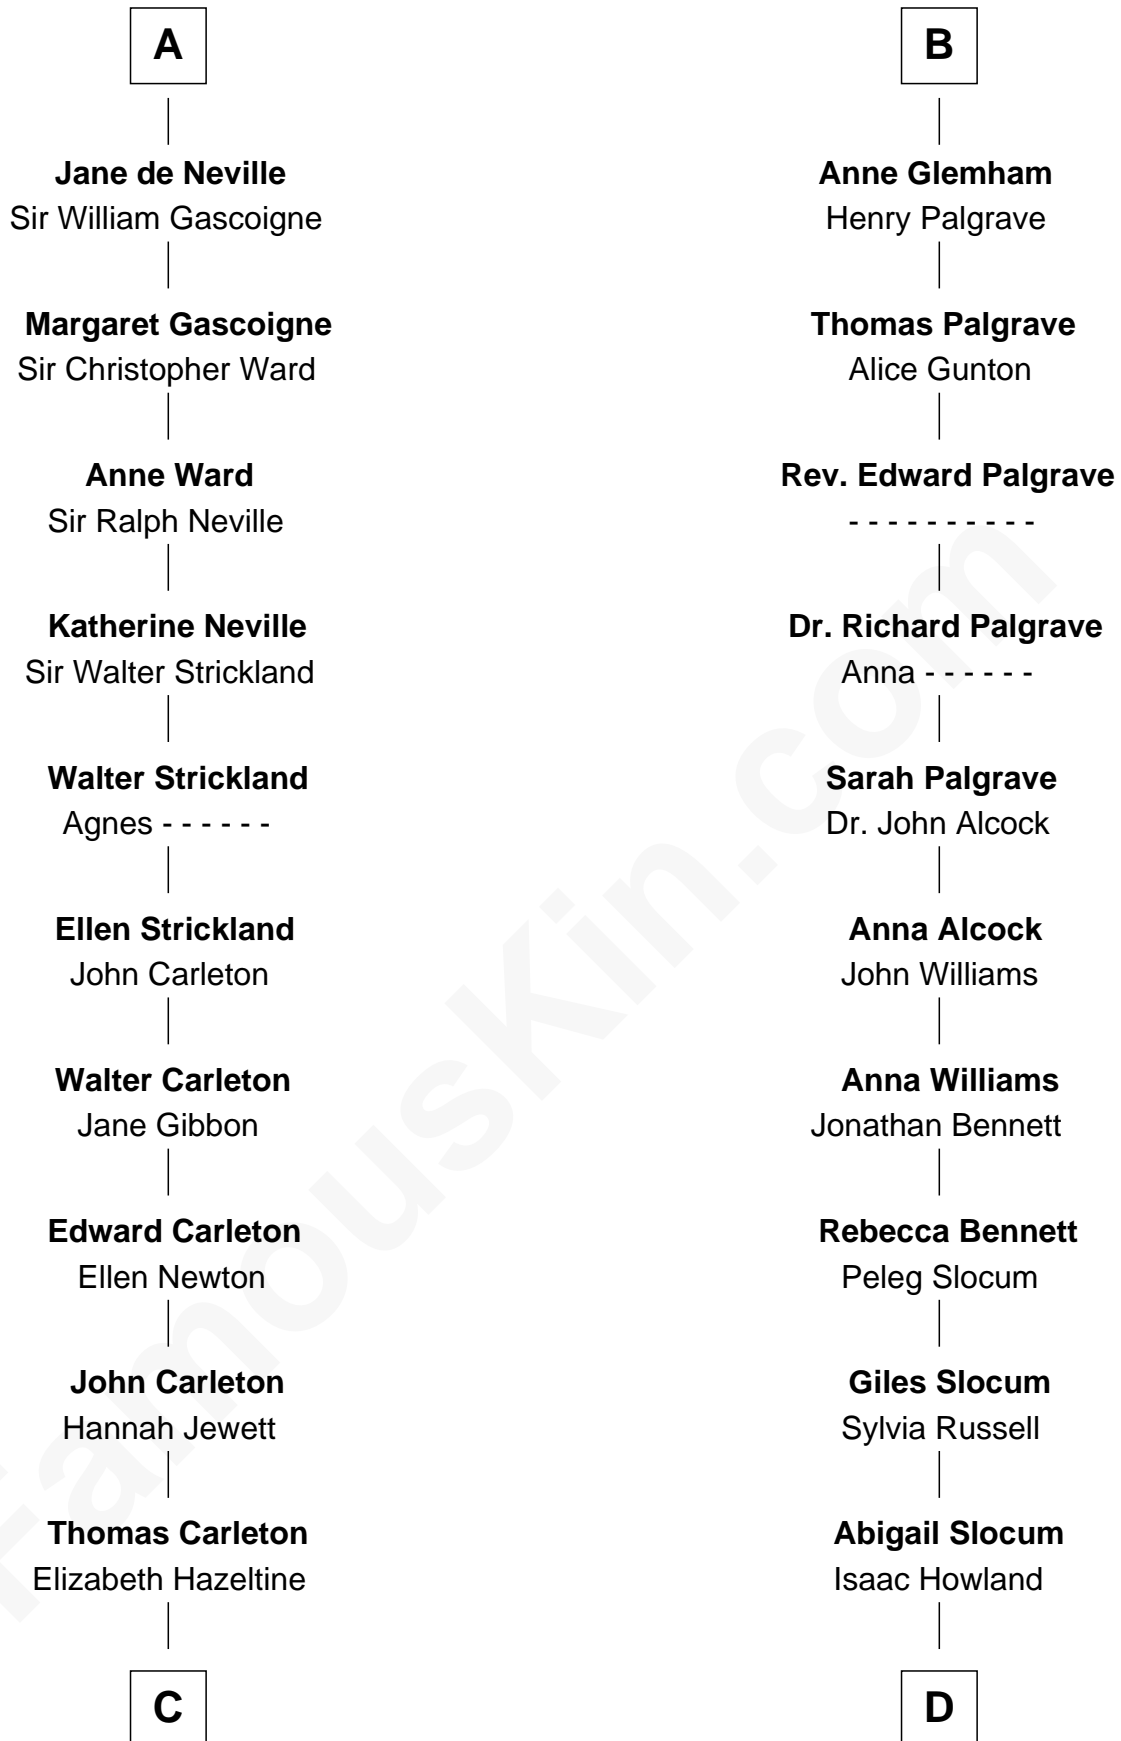 A
Jane de Neville
Sir William Gascoigne
Margaret Gascoigne
Sir Christopher Ward
Anne Ward
Sir Ralph Neville
Katherine Neville
Sir Walter Strickland
Walter Strickland
Agnes - - - - - -
Ellen Strickland
John Carleton
Walter Carleton
Jane Gibbon
Edward Carleton
Ellen Newton
John Carleton
Hannah Jewett
Thomas Carleton
Elizabeth Hazeltine
C
B
Anne Glemham
Henry Palgrave
Thomas Palgrave
Alice Gunton
Rev. Edward Palgrave
- - - - - - - - - -
Dr. Richard Palgrave
Anna - - - - - -
Sarah Palgrave
Dr. John Alcock
Anna Alcock
John Williams
Anna Williams
Jonathan Bennett
Rebecca Bennett
Peleg Slocum
Giles Slocum
Sylvia Russell
Abigail Slocum
Isaac Howland
D
FamousKin.com